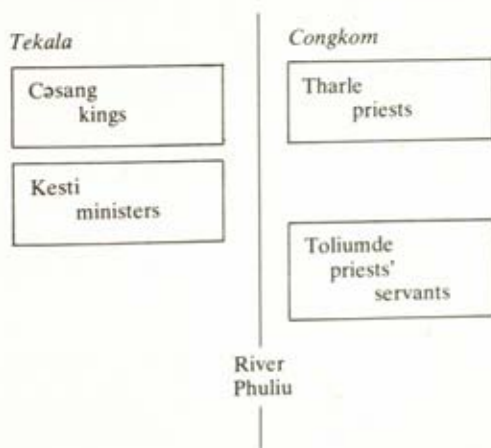 Tekala
Cəsang
kings
Kesti
ministers
Congkom
Tharle
priests
Toliumde
priests'
servants
River
Phuliu